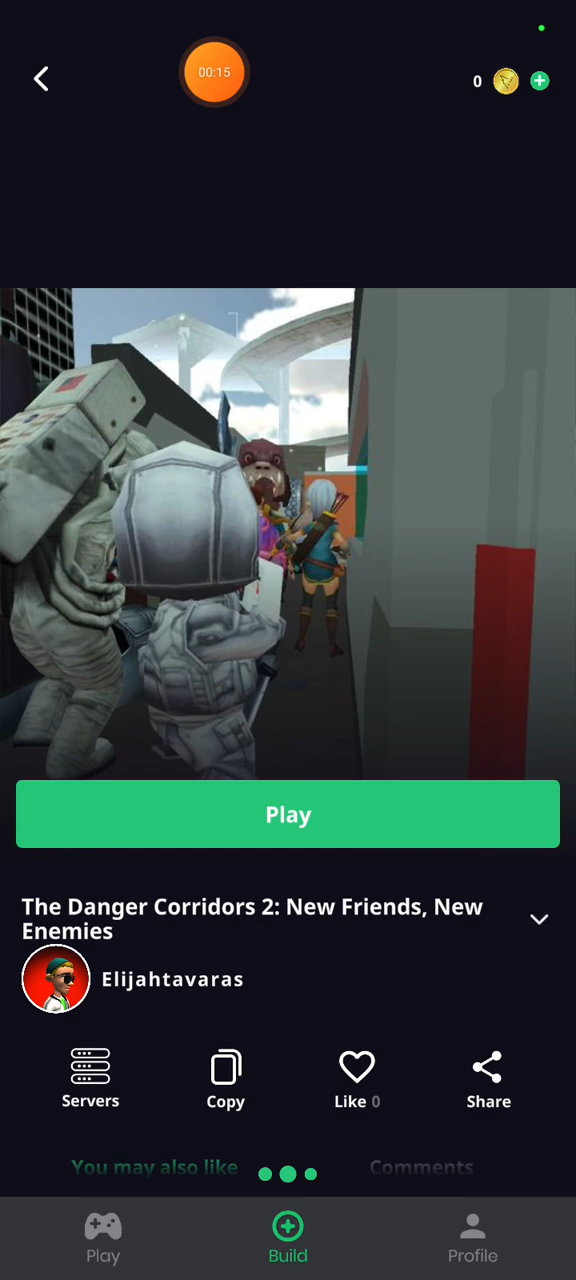 00:15
0
Play
The Danger Corridors 2: New Friends, New
Enemies
Elijahtavaras
Servers
Copy
Like 0
Share
You may also like
Comments
Play
Build
Profile